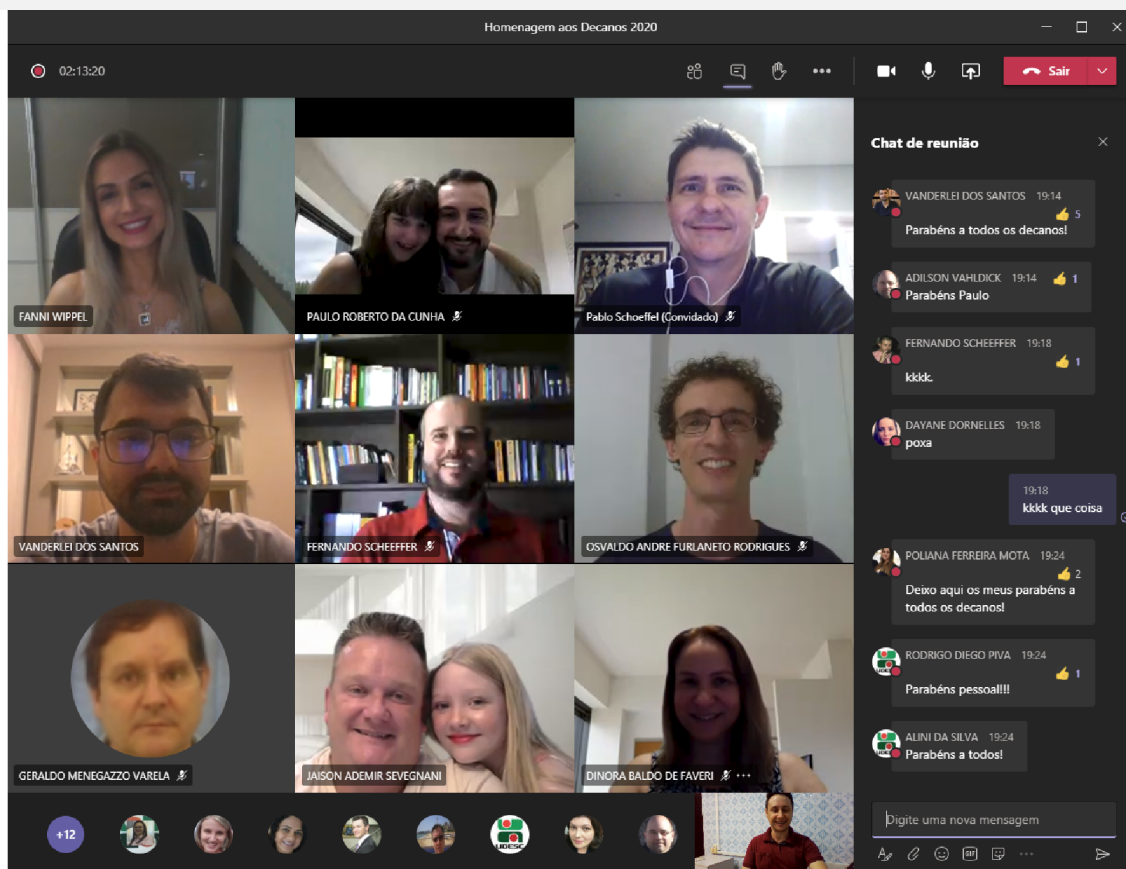 Homenagem aos Decanos 2020
02:13:20
Sair
FANNI WIPPEL
PAULO ROBERTO DA CUNHA
Pablo Schoeffel (Convidado)
VANDERLEI DOS SANTOS
FERNANDO SCHEEFFER
OSVALDO ANDRE FURLANETO RODRIGUES
GERALDO MENEGAZZO VARELA
JAISON ADEMIR SEVEGNANI
DINORA BALDO DE FAVERI
+12
UDESC
Chat de reunião
VANDERLEI DOS SANTOS 19:14
5
Parabéns a todos os decanos!
ADILSON VAHLDICK 19:14 1
Parabéns Paulo
FERNANDO SCHEEFFER 19:18
1
kkkk.
DAYANE DORNELLES 19:18
poxa
19:18
kkkk que coisa
POLIANA FERREIRA MOTA 19:24
2
Deixo aqui os meus parabéns a
todos os decanos!
RODRIGO DIEGO PIVA 19:24
1
Parabéns pessoal!!!
ALINI DA SILVA 19:24
Parabéns a todos!
Digite uma nova mensagem
GIF